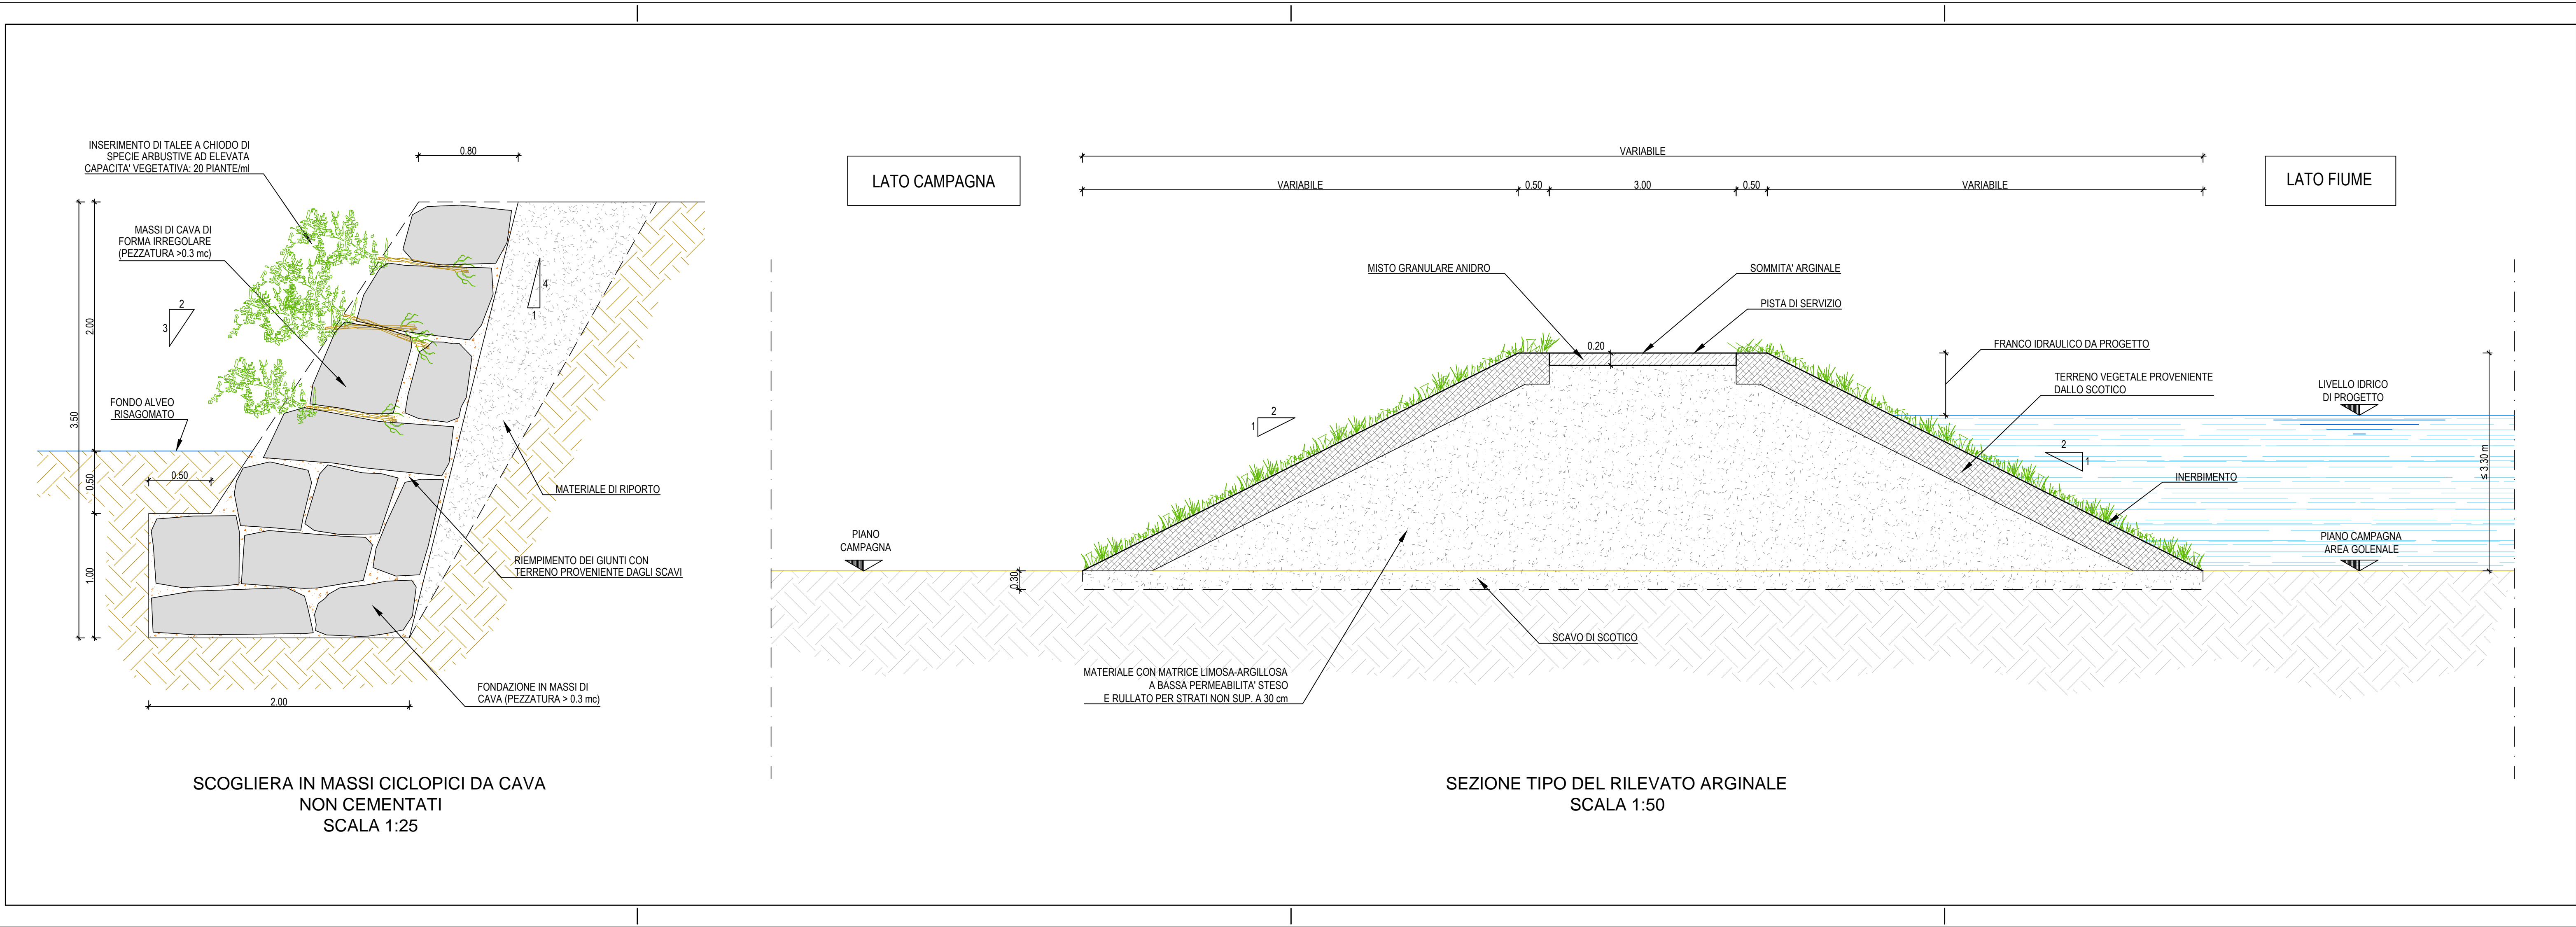 INSERIMENTO DI TALEE A CHIODO DI
SPECIE ARBUSTIVE AD ELEVATA
CAPACITA' VEGETATIVA: 20 PIANTE/ml
0.80
MASSI DI CAVA DI
FORMA IRREGOLARE
(PEZZATURA >0.3 mc)
2
3
4
1
2.00
3.50
FONDO ALVEO
RISAGOMATO
0.50
0.50
1.00
MATERIALE DI RIPORTO
RIEMPIMENTO DEI GIUNTI CON
TERRENO PROVENIENTE DAGLI SCAVI
FONDAZIONE IN MASSI DI
CAVA (PEZZATURA > 0.3 mc)
2.00
SCOGLIERA IN MASSI CICLOPICI DA CAVA
NON CEMENTATI
SCALA 1:25
LATO CAMPAGNA
VARIABILE
VARIABILE
0.50
3.00
0.50
VARIABILE
LATO FIUME
MISTO GRANULARE ANIDRO
SOMMITA' ARGINALE
PISTA DI SERVIZIO
0.20
FRANCO IDRAULICO DA PROGETTO
TERRENO VEGETALE PROVENIENTE
DALLO SCOTICO
LIVELLO IDRICO
DI PROGETTO
2
1
2
1
≤ 3.30 m
INERBIMENTO
PIANO
CAMPAGNA
PIANO CAMPAGNA
AREA GOLENALE
0.30
SCAVO DI SCOTICO
MATERIALE CON MATRICE LIMOSA-ARGILLOSA
A BASSA PERMEABILITA' STESO
E RULLATO PER STRATI NON SUP. A 30 cm
SEZIONE TIPO DEL RILEVATO ARGINALE
SCALA 1:50